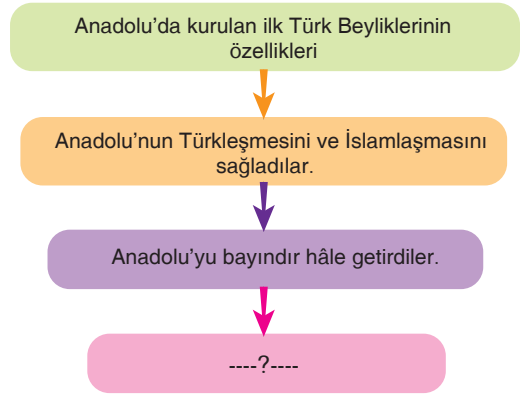 Anadolu’da kurulan ilk Türk Beyliklerinin
özellikleri
Anadolu’nun Türkleşmesini ve İslamlaşmasını
sağladılar.
Anadolu’yu bayındır hâle getirdiler.
----?----